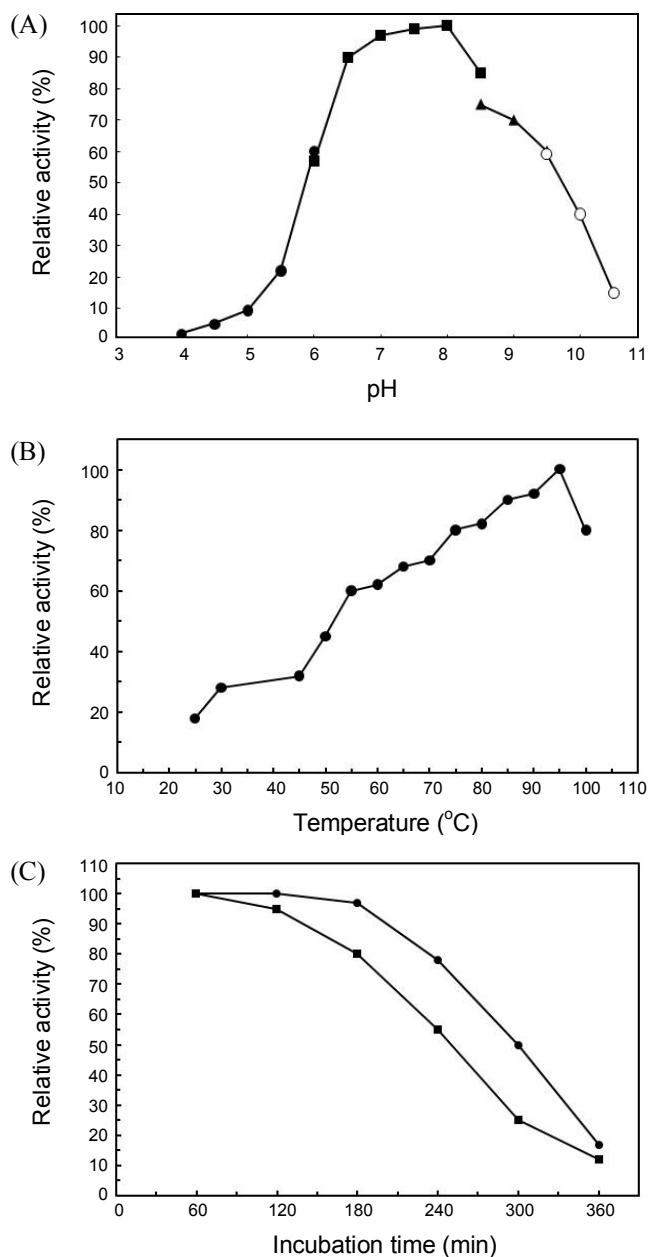 (A)
Relative activity (%)
100
90
80
70
60
50
40
30
20
10
0
3 4 5 6 7 8 9 10 11
pH
(B)
Relative activity (%)
100
80
60
40
20
0
10 20 30 40 50 60 70 80 90 100 110
Temperature (°C)
(C)
Relative activity (%)
110
100
90
80
70
60
50
40
30
20
10
0
0 60 120 180 240 300 360
Incubation time (min)